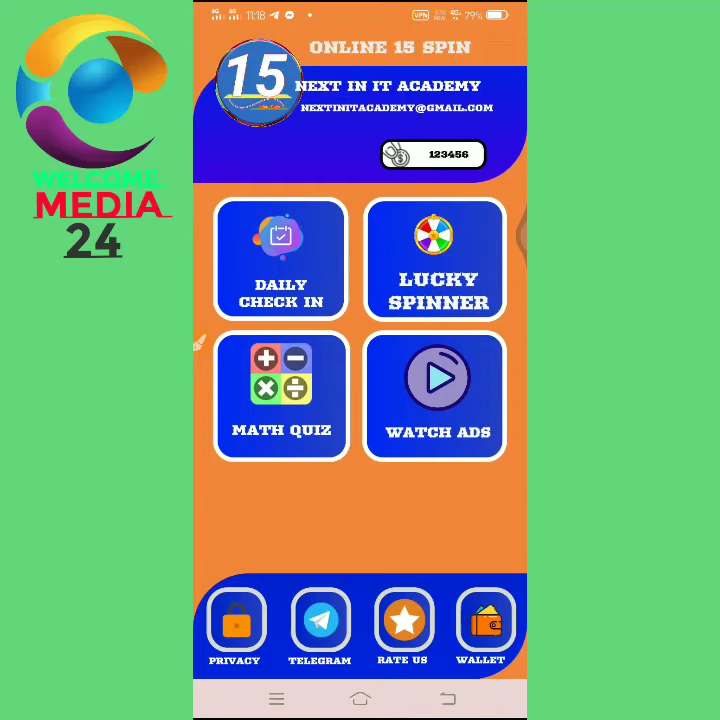 WELCOME
MEDIA
24
11:18
VPN
79%
ONLINE 15 SPIN
15
NEXT IN IT ACADEMY
NEXTINITACADEMY@GMAIL.COM
123456
DAILY
CHECK IN
LUCKY
SPINNER
MATH QUIZ
WATCH ADS
PRIVACY
TELEGRAM
RATE US
WALLET